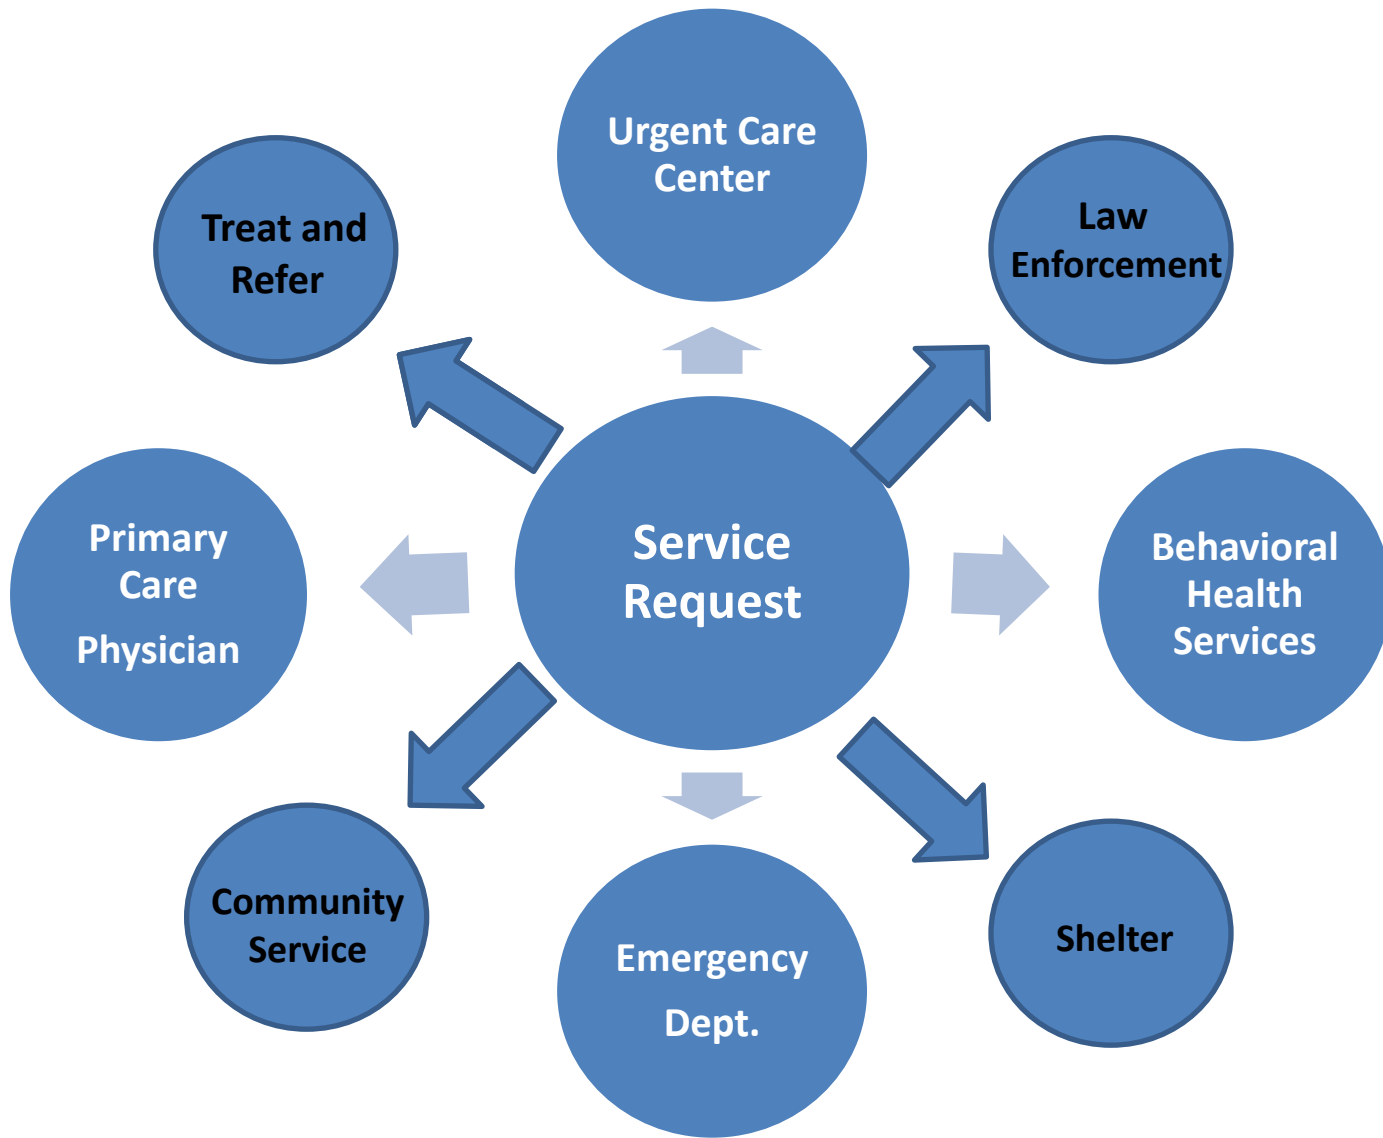 Urgent Care
Center
Treat and
Refer
Law
Enforcement
Primary
Care
Physician
Service
Request
Behavioral
Health
Services
Community
Service
Emergency
Dept.
Shelter